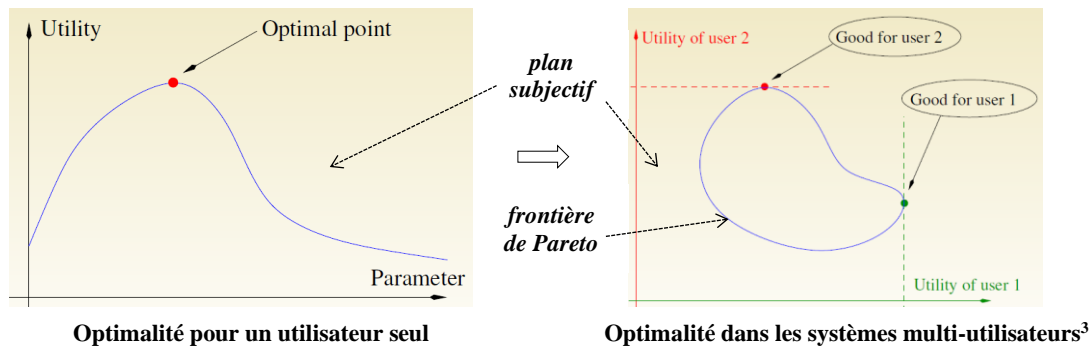 Utility
Optimal point
Parameter
plan
subjectif
frontière
de Pareto
Utility of user 2
Good for user 2
Good for user 1
Utility of user 1
Optimalité pour un utilisateur seul
Optimalité dans les systèmes multi-utilisateurs³